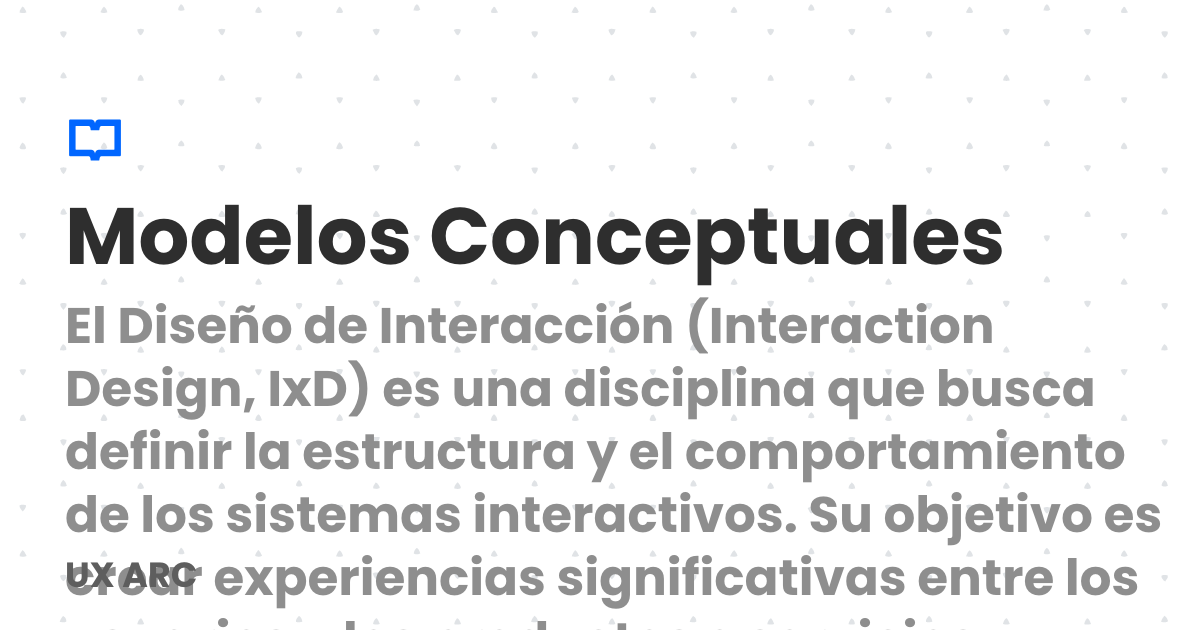 Modelos Conceptuales
El Diseño de Interacción (Interaction
Design, IxD) es una disciplina que busca
definir la estructura y el comportamiento
de los sistemas interactivos. Su objetivo es
crear experiencias significativas entre los
UX ARC